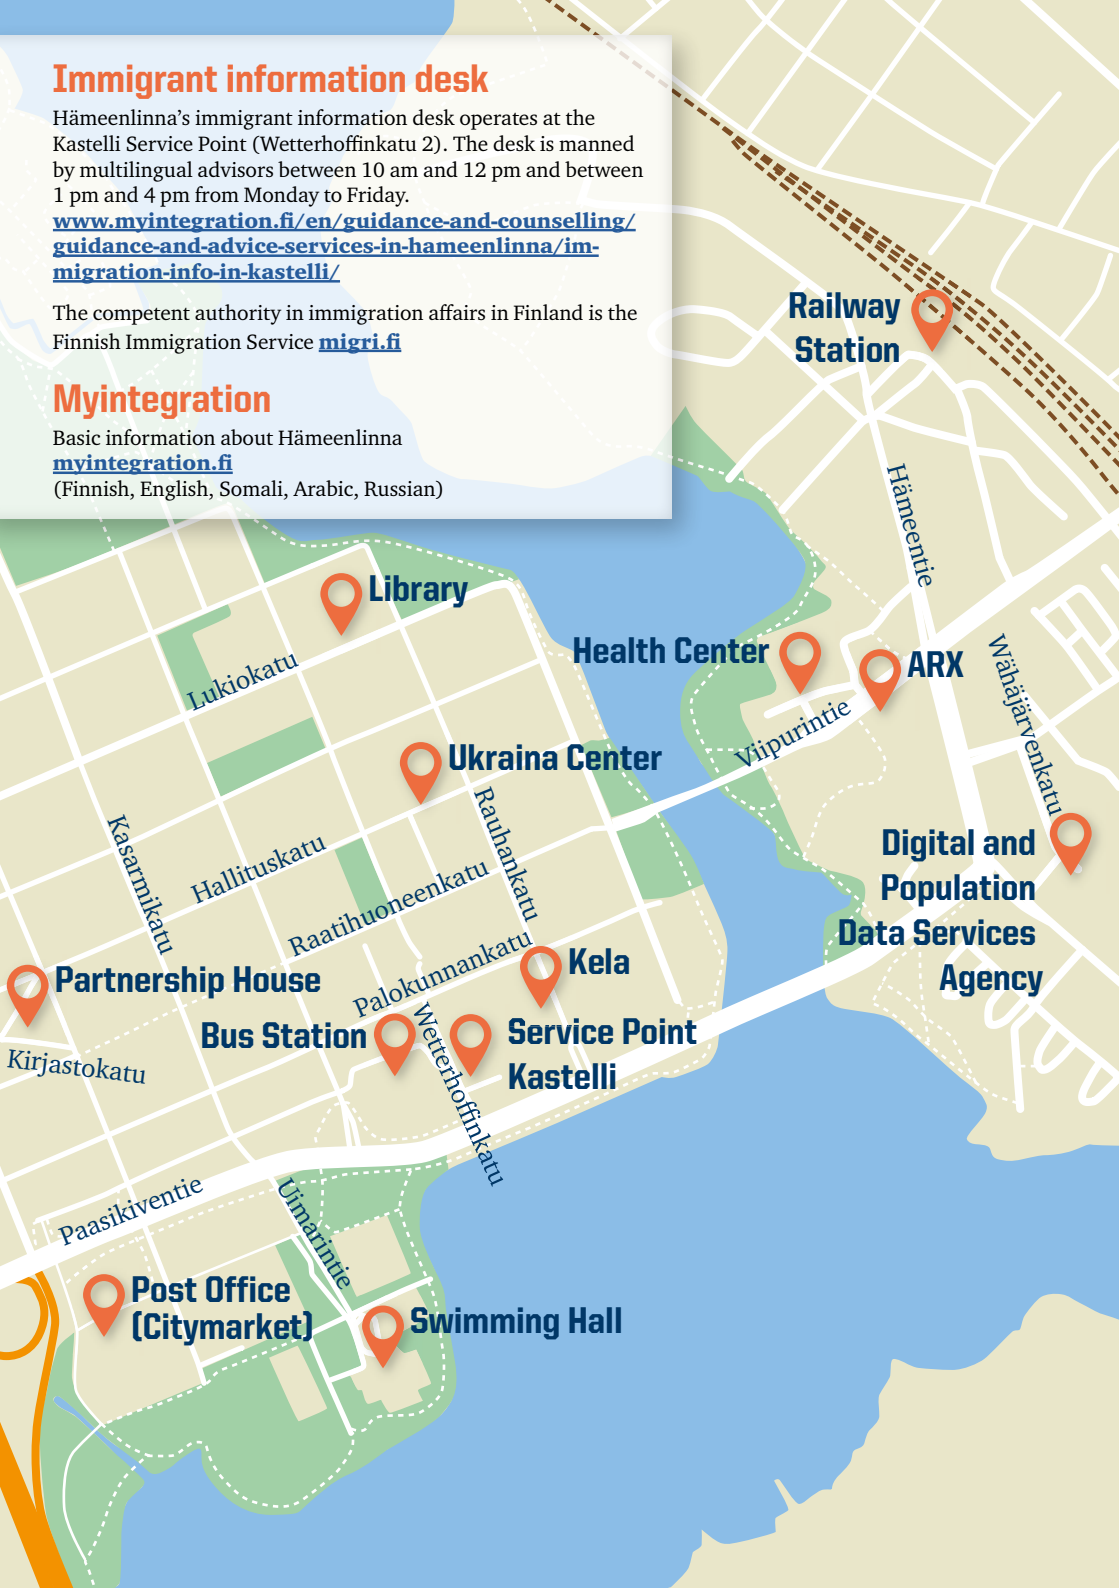 Immigrant information desk
Hämeenlinna’s immigrant information desk operates at the
Kastelli Service Point (Wetterhoffinkatu 2). The desk is manned
by multilingual advisors between 10 am and 12 pm and between
1 pm and 4 pm from Monday to Friday.
www.myintegration.fi/en/guidance-and-counselling/
guidance-and-advice-services-in-hameenlinna/im-
migration-info-in-kastelli/
The competent authority in immigration affairs in Finland is the
Finnish Immigration Service migri.fi
Myintegration
Basic information about Hämeenlinna
myintegration.fi
(Finnish, English, Somali, Arabic, Russian)
Railway
Station
Hämeentie
Library
Health Center
ARX
Wähäjärvenkatu
Lukiokatu
Viipurintie
Ukraina Center
Rauhankatu
Kasarmikatu
Hallituskatu
Raatihuoneenkatu
Digital and
Population
Data Services
Agency
Palokunnankatu
Kela
Partnership House
Bus Station
Wetterhoffinkatu
Service Point
Kastelli
Kirjastokatu
Paasikiventie
Uimarintie
Post Office
(Citymarket)
Swimming Hall